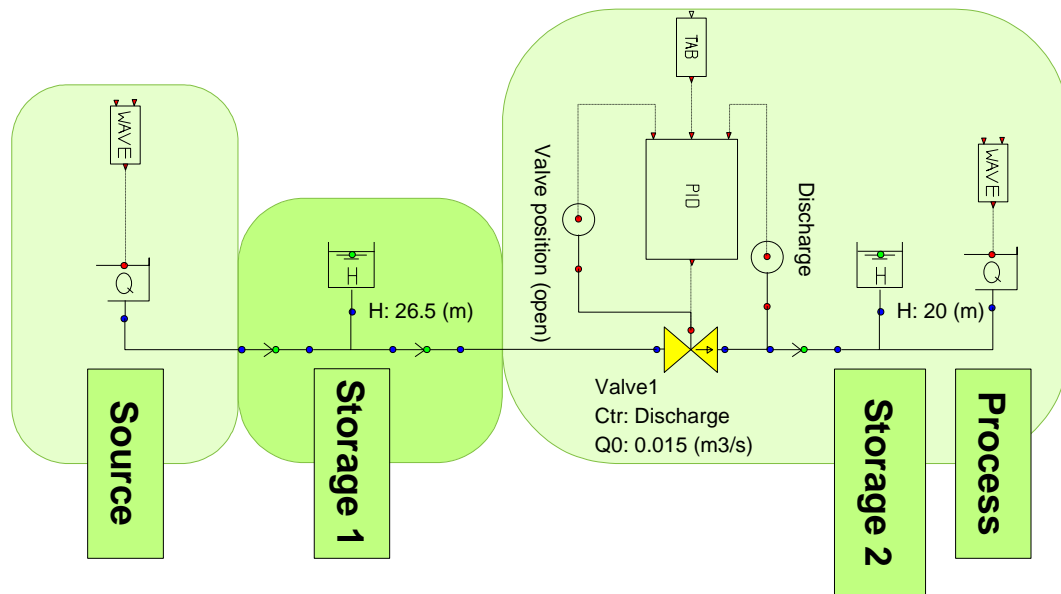 TAB
WAVE
PID
WAVE
Valve position (open)
Discharge
Q
H
H: 26.5 (m)
H
H: 20 (m)
Q
Valve1
Ctr: Discharge
Q0: 0.015 (m3/s)
Source
Storage 1
Storage 2
Process